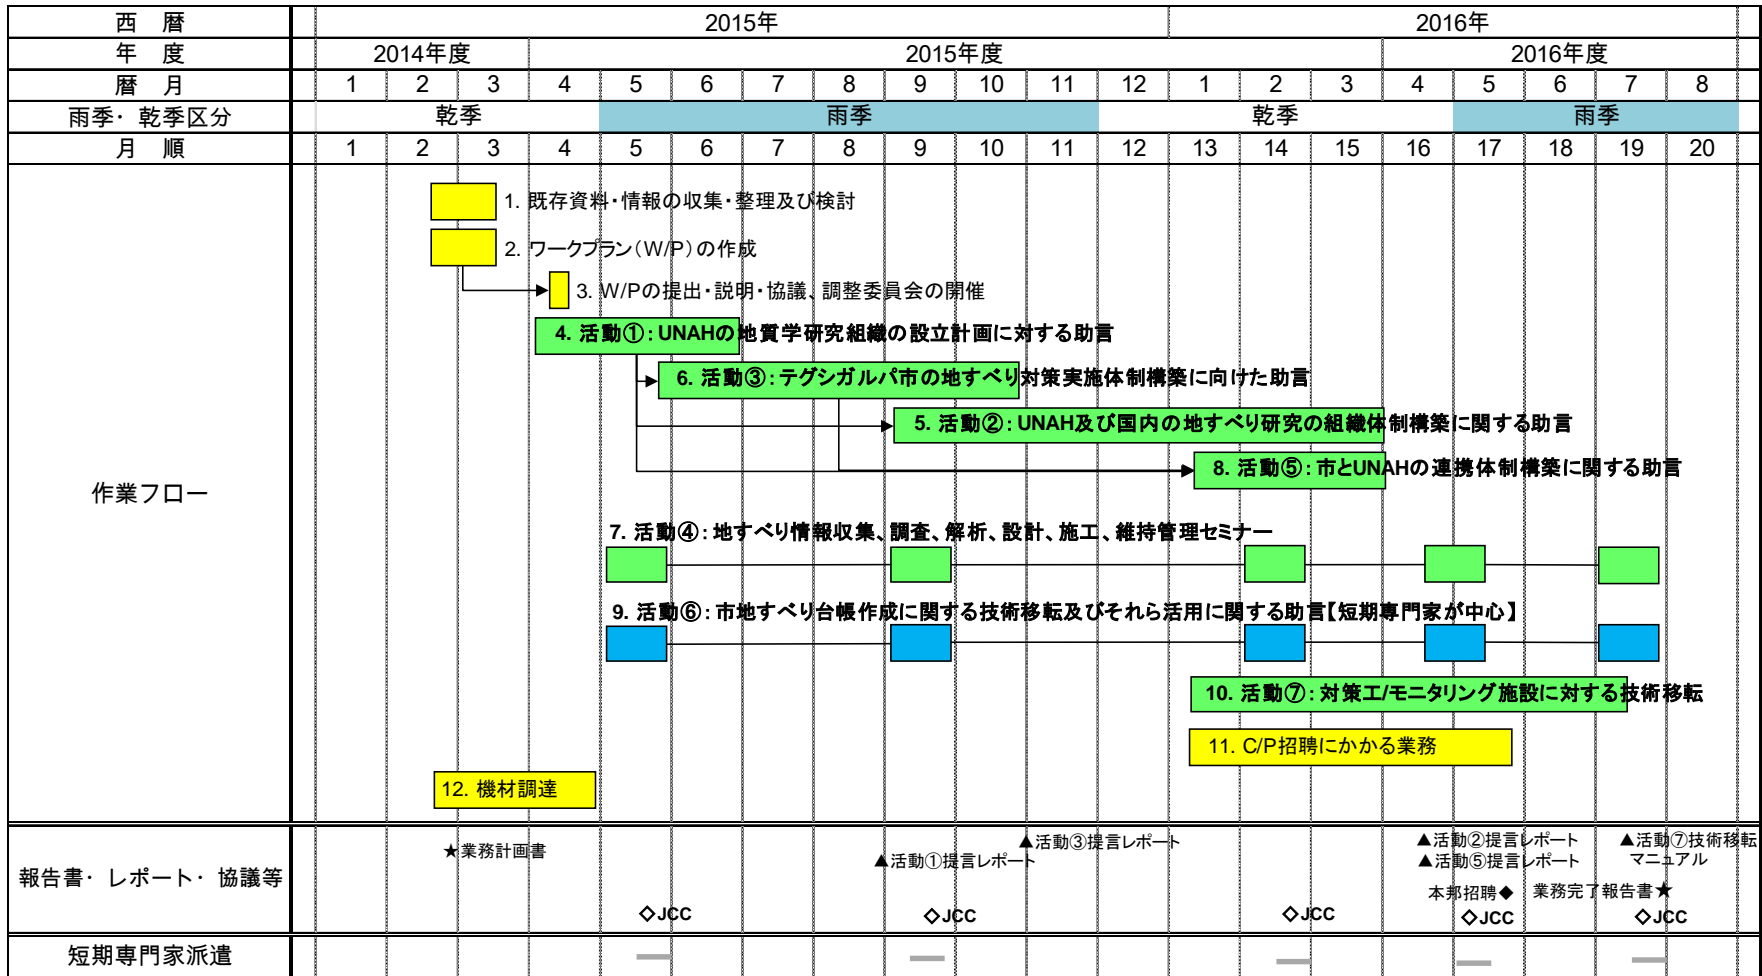 西　暦 2015年 2016年
年　度 2014年度 2015年度 2016年度
暦　月 1 2 3 4 5 6 7 8 9 10 11 12 1 2 3 4 5 6 7 8
雨季・乾季区分 乾季 雨季 乾季 雨季
月　順 1 2 3 4 5 6 7 8 9 10 11 12 13 14 15 16 17 18 19 20
作業フロー
1. 既存資料・情報の収集・整理及び検討
2. ワークプラン（W/P）の作成
3. W/Pの提出・説明・協議、調整委員会の開催
4. 活動①：UNAHの地質学研究組織の設立計画に対する助言
6. 活動③：テグシガルパ市の地すべり対策実施体制構築に向けた助言
5. 活動②：UNAH及び国内の地すべり研究の組織体制構築に関する助言
8. 活動⑤：市とUNAHの連携体制構築に関する助言
7. 活動④：地すべり情報収集、調査、解析、設計、施工、維持管理セミナー
9. 活動⑥：市地すべり台帳作成に関する技術移転及びそれら活用に関する助言【短期専門家が中心】
10. 活動⑦：対策工/モニタリング施設に対する技術移転
11. C/P招聘にかかる業務
12. 機材調達
報告書・レポート・協議等
★業務計画書
▲活動①提言レポート
▲活動③提言レポート
▲活動②提言レポート
▲活動⑤提言レポート
▲活動⑦技術移転
マニュアル
本邦招聘◆ 業務完了報告書★
◇JCC ◇JCC ◇JCC ◇JCC ◇JCC
短期専門家派遣